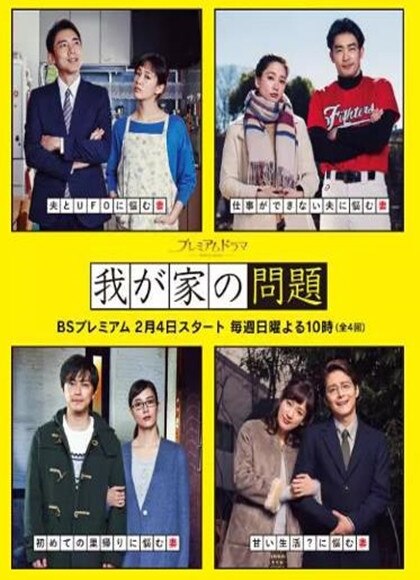 Fighters
夫とUFOに悩む妻
仕事ができない夫に悩む妻
プレミアムドラマ
我が家の問題
BSプレミアム 2月4日スタート 毎週日曜よる10時(全4回)
初めての里帰りに悩む妻
甘い生活?に悩む妻